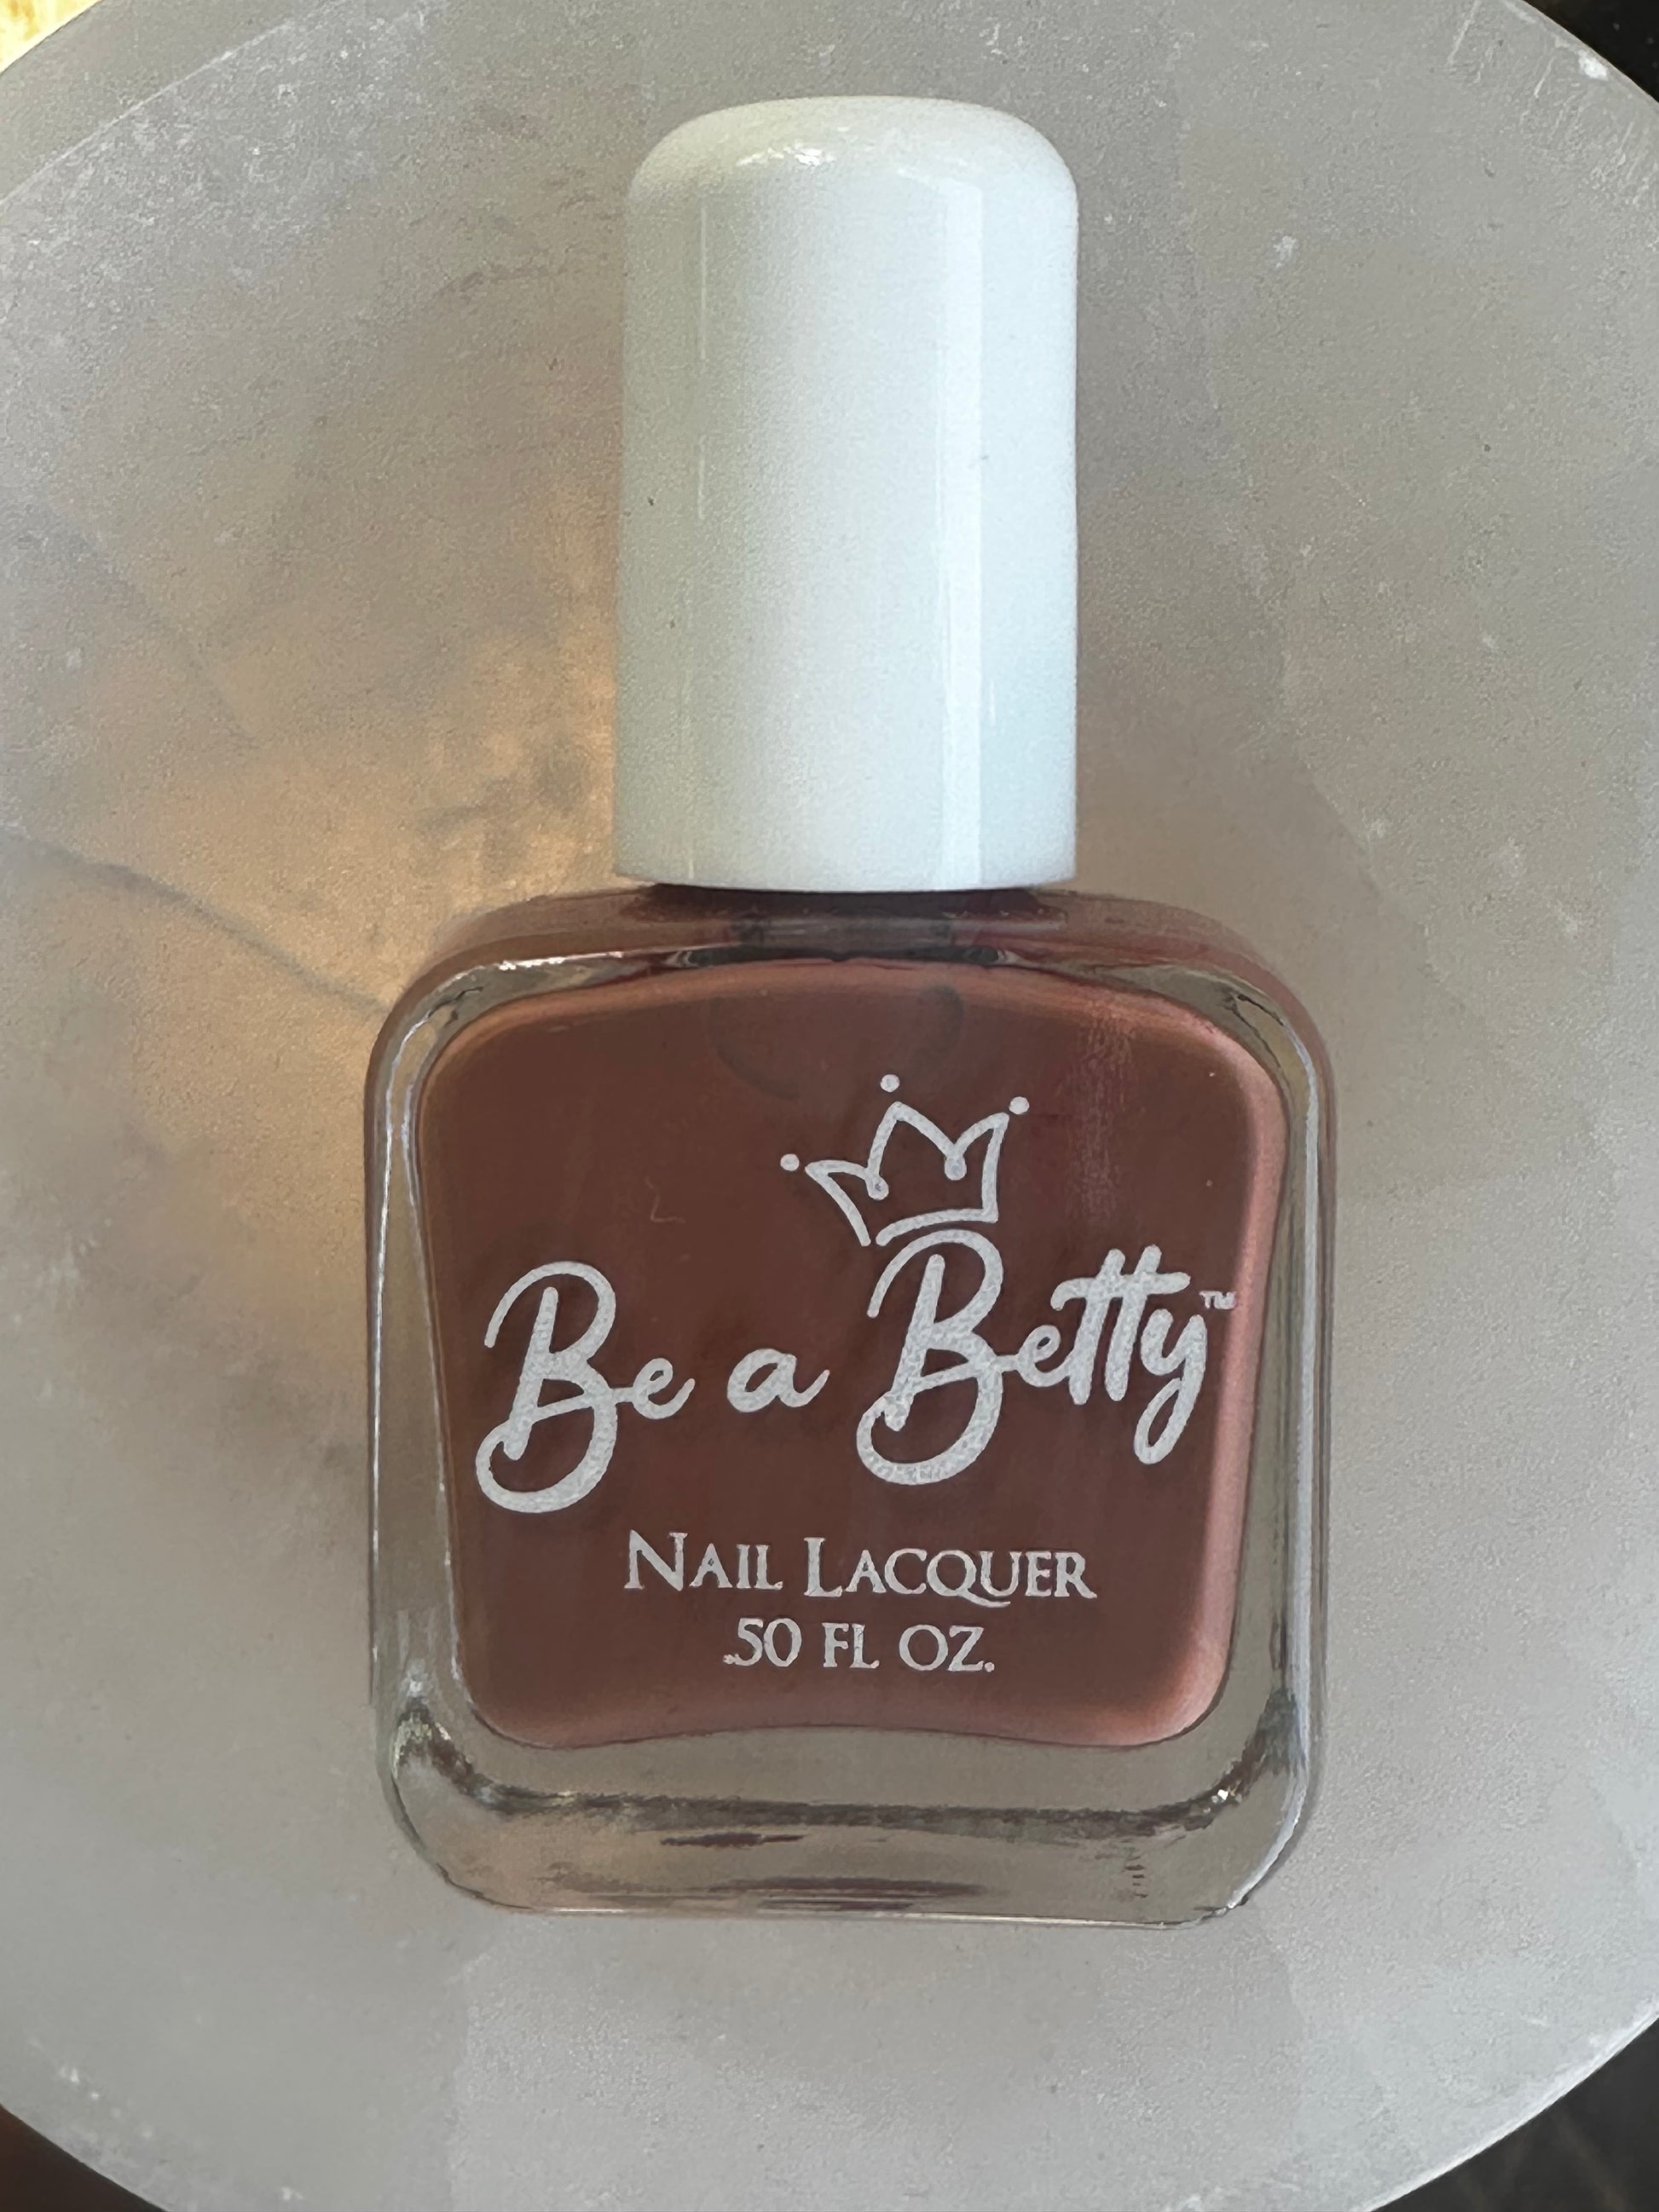 Be a Betty™
NAIL LACQUER
.50 FL OZ.